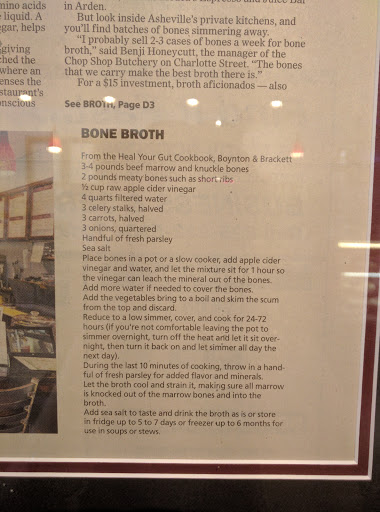 mino acids
liquid. A
gar, helps
giving
ched the
where an
enses the
staurant's
onscious
in Arden.
But look inside Asheville's private kitchens, and
you'll find batches of bones simmering away.
"I probably sell 2-3 cases of bones a week for bone
broth," said Benji Honeycutt, the manager of the
Chop Shop Butchery on Charlotte Street. "The bones
that we carry make the best broth there is."
For a $15 investment, broth aficionados — also
See BROTH, Page D3
BONE BROTH
From the Heal Your Gut Cookbook, Boynton & Brackett
3-4 pounds beef marrow and knuckle bones
2 pounds meaty bones such as short ribs
½ cup raw apple cider vinegar
4 quarts filtered water
3 celery stalks, halved
3 carrots, halved
3 onions, quartered
Handful of fresh parsley
Sea salt
Place bones in a pot or a slow cooker, add apple cider
vinegar and water, and let the mixture sit for 1 hour so
the vinegar can leach the mineral out of the bones.
Add more water if needed to cover the bones.
Add the vegetables bring to a boil and skim the scum
from the top and discard.
Reduce to a low simmer, cover, and cook for 24-72
hours (if you're not comfortable leaving the pot to
simmer overnight, turn off the heat and let it sit over-
night, then turn it back on and let simmer all day the
next day).
During the last 10 minutes of cooking, throw in a hand-
ful of fresh parsley for added flavor and minerals.
Let the broth cool and strain it, making sure all marrow
is knocked out of the marrow bones and into the
broth.
Add sea salt to taste and drink the broth as is or store
in fridge up to 5 to 7 days or freezer up to 6 months for
use in soups or stews.